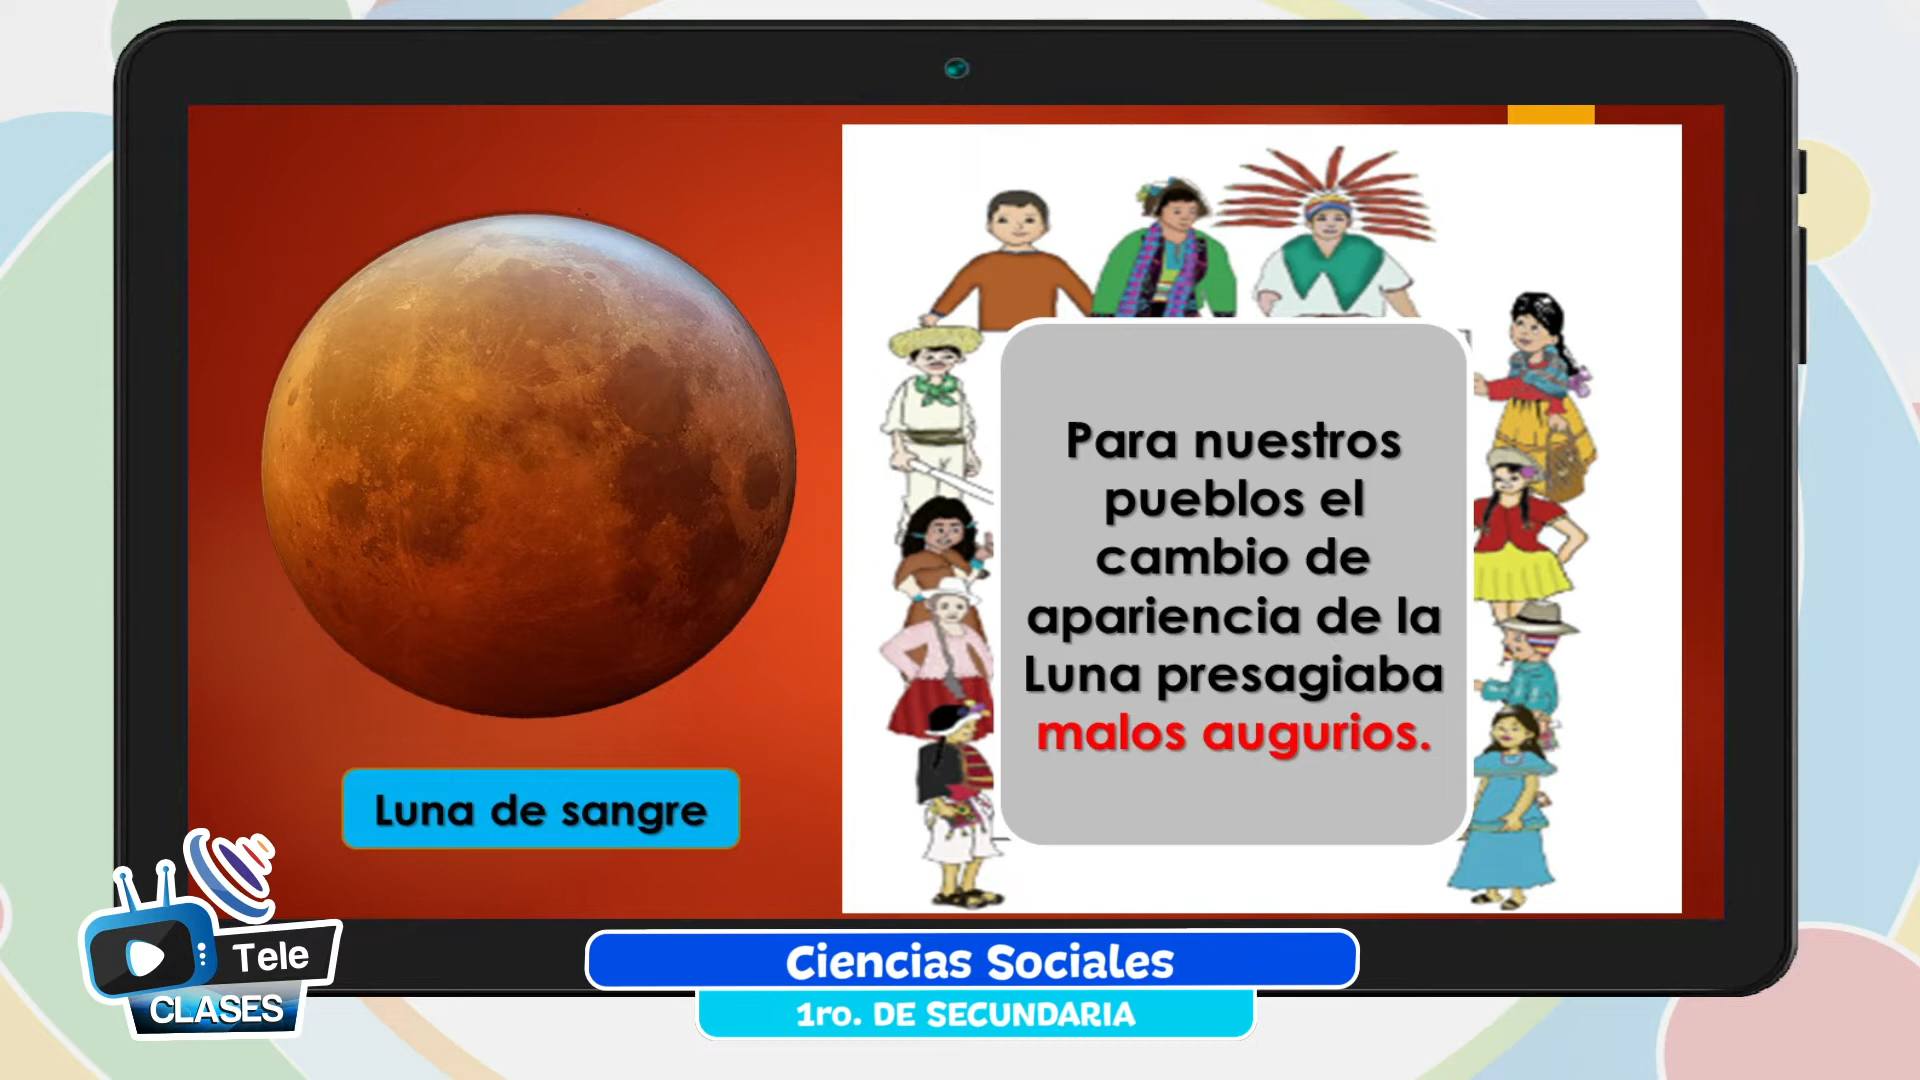 Para nuestros
pueblos el
cambio de
apariencia de la
Luna presagiaba
malos augurios.
Luna de sangre
Tele
CLASES
Ciencias Sociales
1ro. DE SECUNDARIA